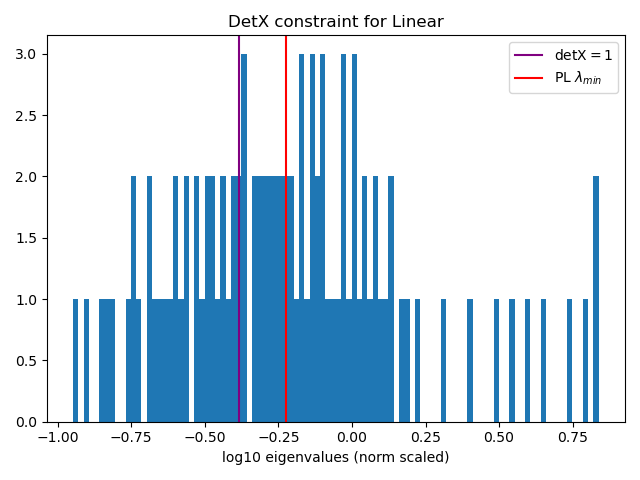 DetX constraint for Linear
detX = 1
PL λmin
3.0
2.5
2.0
1.5
1.0
0.5
0.0
−1.00 −0.75 −0.50 −0.25 0.00 0.25 0.50 0.75
log10 eigenvalues (norm scaled)